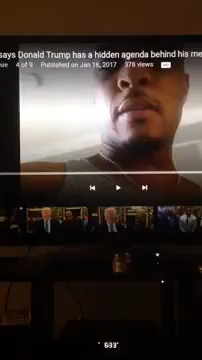 says Donald Trump has a hidden agenda behind his me
4 of 9 Published on Jan 16, 2017 378 views HD